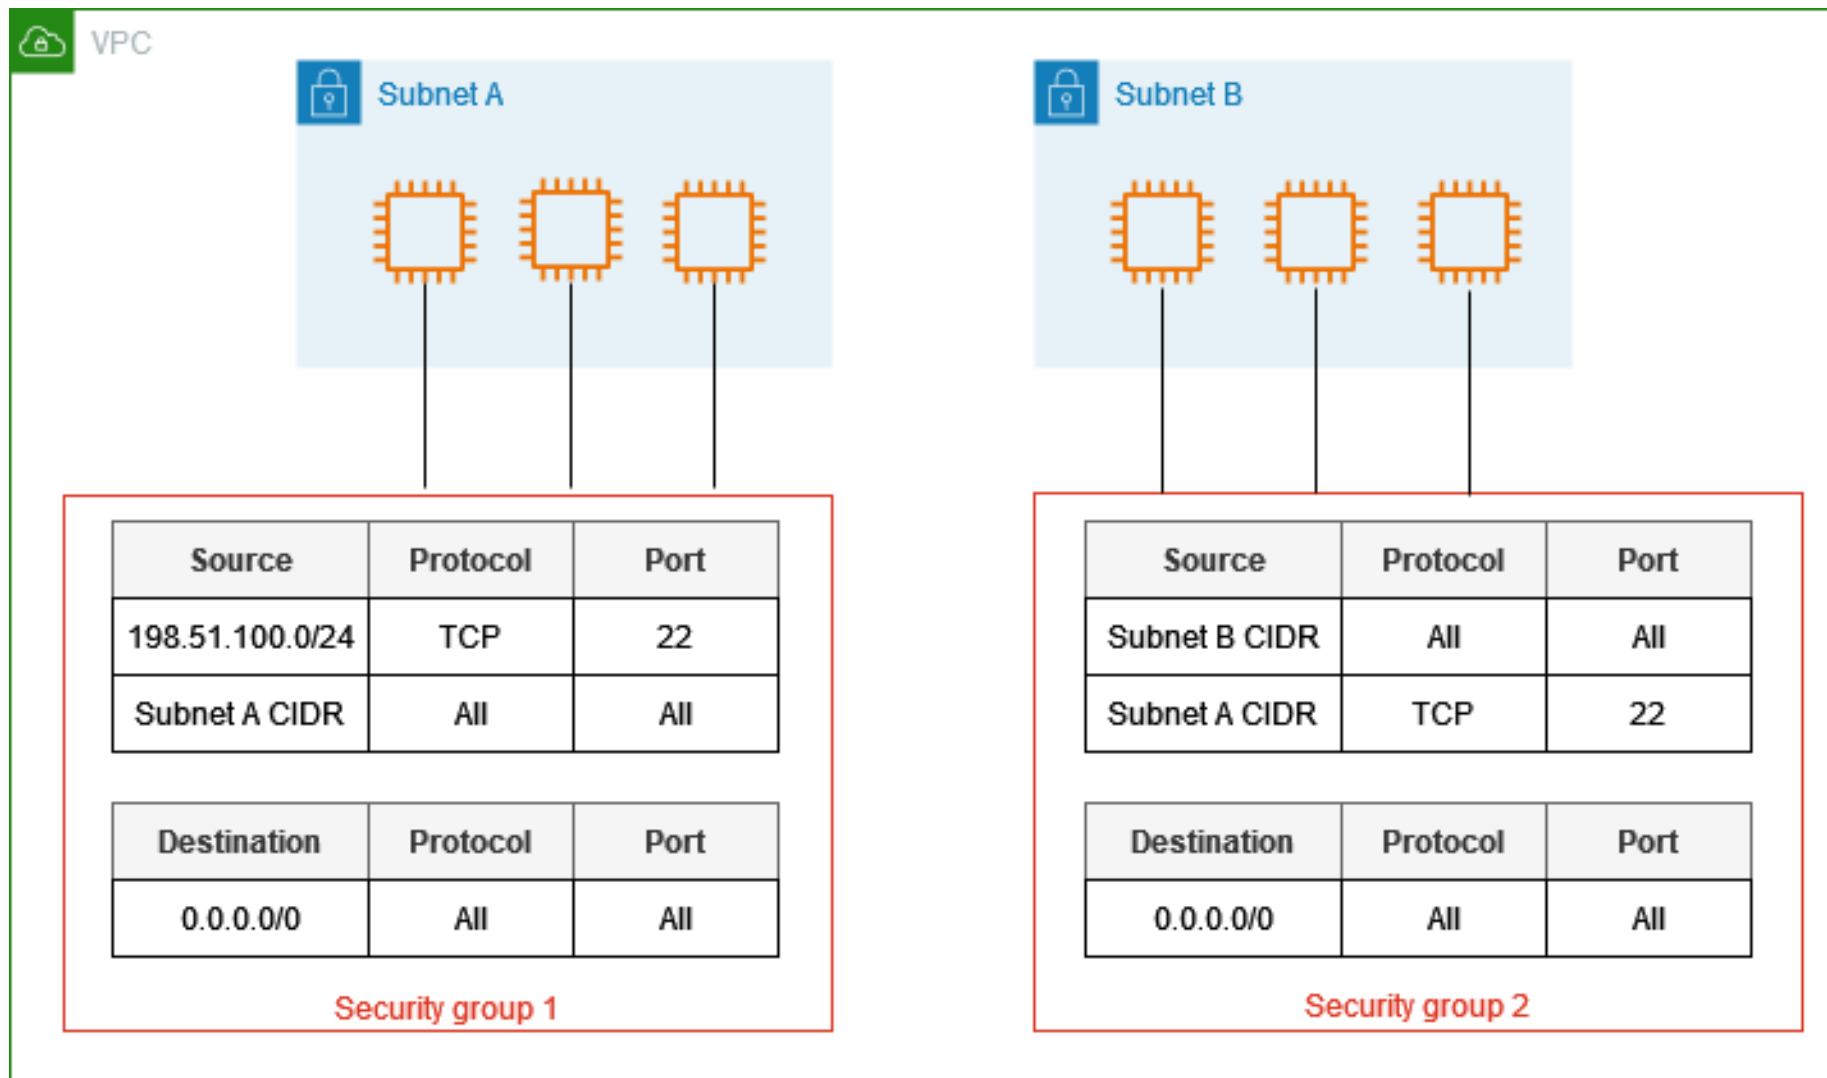 VPC
Subnet A
Subnet B
Source Protocol Port
198.51.100.0/24 TCP 22
Subnet A CIDR All All
Destination Protocol Port
0.0.0.0/0 All All
Security group 1
Source Protocol Port
Subnet B CIDR All All
Subnet A CIDR TCP 22
Destination Protocol Port
0.0.0.0/0 All All
Security group 2